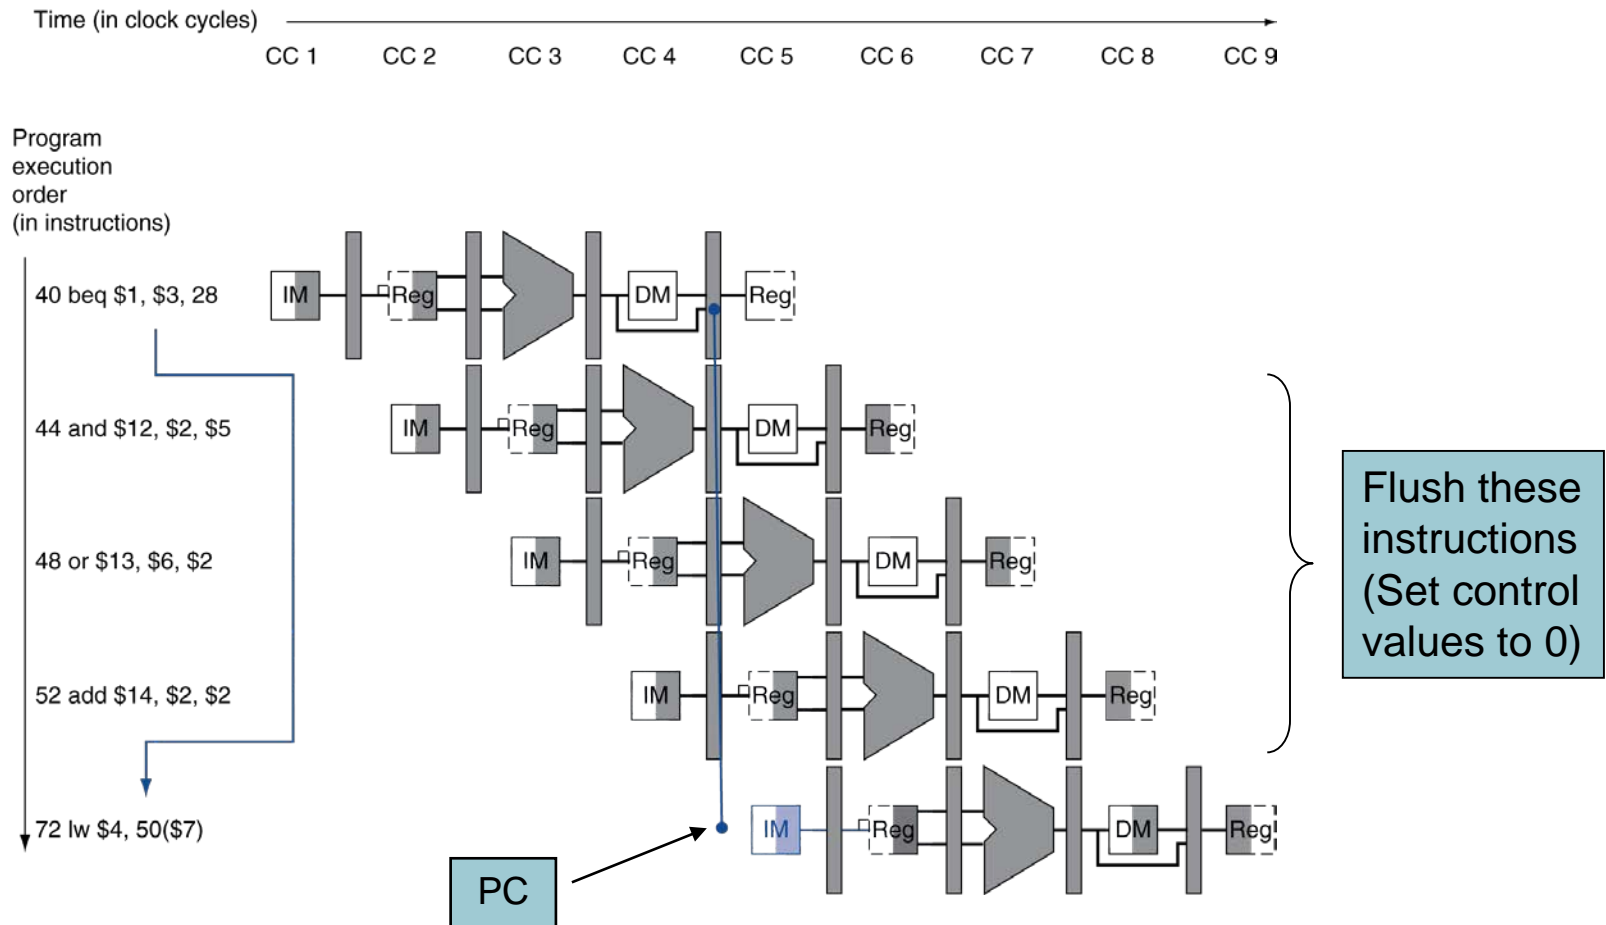 Time (in clock cycles)
CC 1 CC 2 CC 3 CC 4 CC 5 CC 6 CC 7 CC 8 CC 9
Program
execution
order
(in instructions)
40 beq $1, $3, 28
IM Reg DM Reg
44 and $12, $2, $5
IM Reg DM Reg
48 or $13, $6, $2
IM Reg DM Reg
52 add $14, $2, $2
IM Reg DM Reg
72 lw $4, 50($7)
IM Reg DM Reg
Flush these
instructions
(Set control
values to 0)
PC